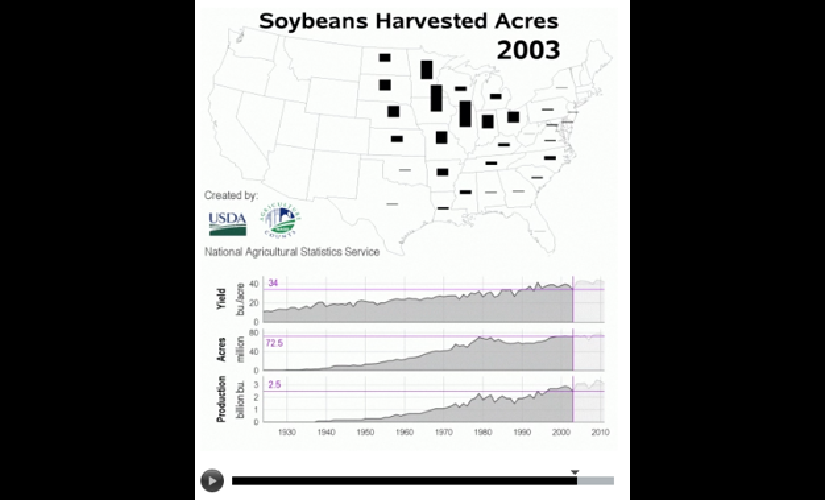 Soybeans Harvested Acres
2003
Created by:
USDA
AGRICULTURE
COUNTS
National Agricultural Statistics Service
Yield
bu./acre
40
20
0
34
Acres
million
80
40
0
72.5
Production
billion bu.
3
2
1
0
2.5
1930 1940 1950 1960 1970 1980 1990 2000 2010